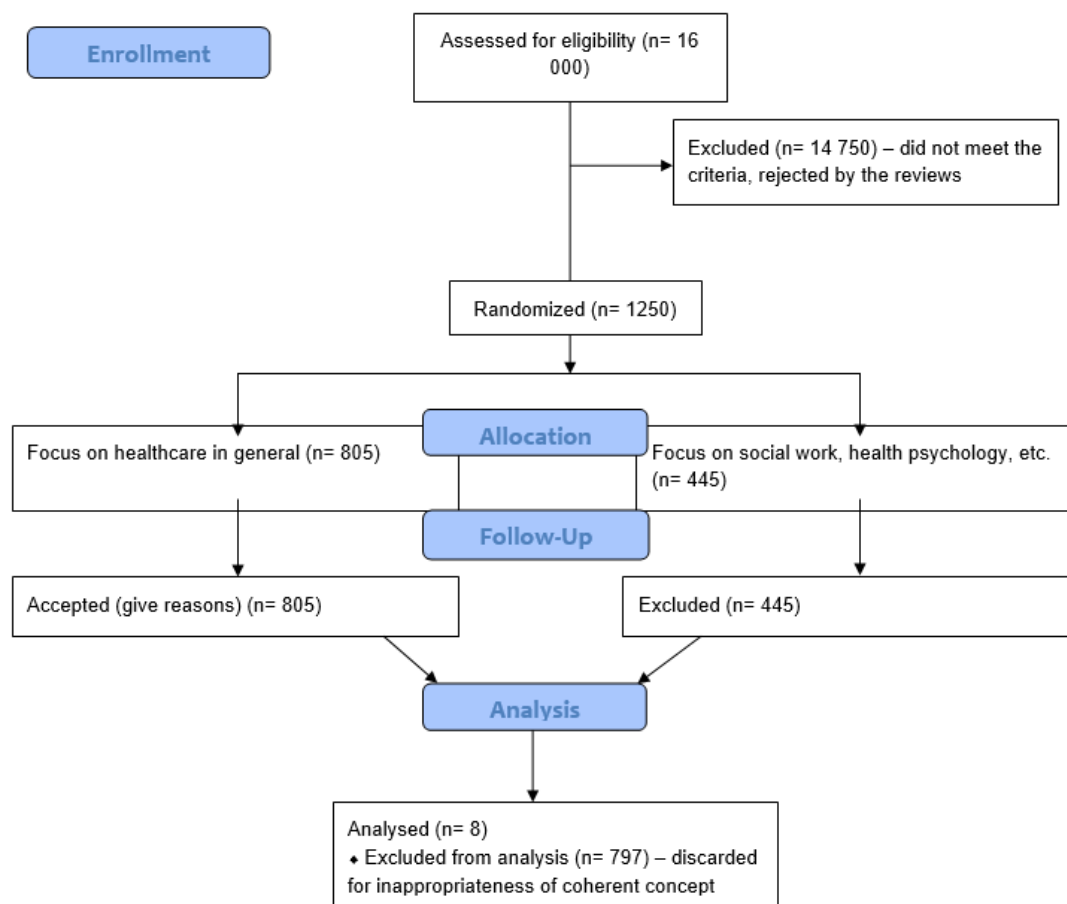 Enrollment
Assessed for eligibility (n= 16
000)
Excluded (n= 14 750) – did not meet the
criteria, rejected by the reviews
Randomized (n= 1250)
Allocation
Focus on healthcare in general (n= 805)
Focus on social work, health psychology, etc.
(n= 445)
Follow-Up
Accepted (give reasons) (n= 805)
Excluded (n= 445)
Analysis
Analysed (n= 8)
⬥ Excluded from analysis (n= 797) – discarded
for inappropriateness of coherent concept